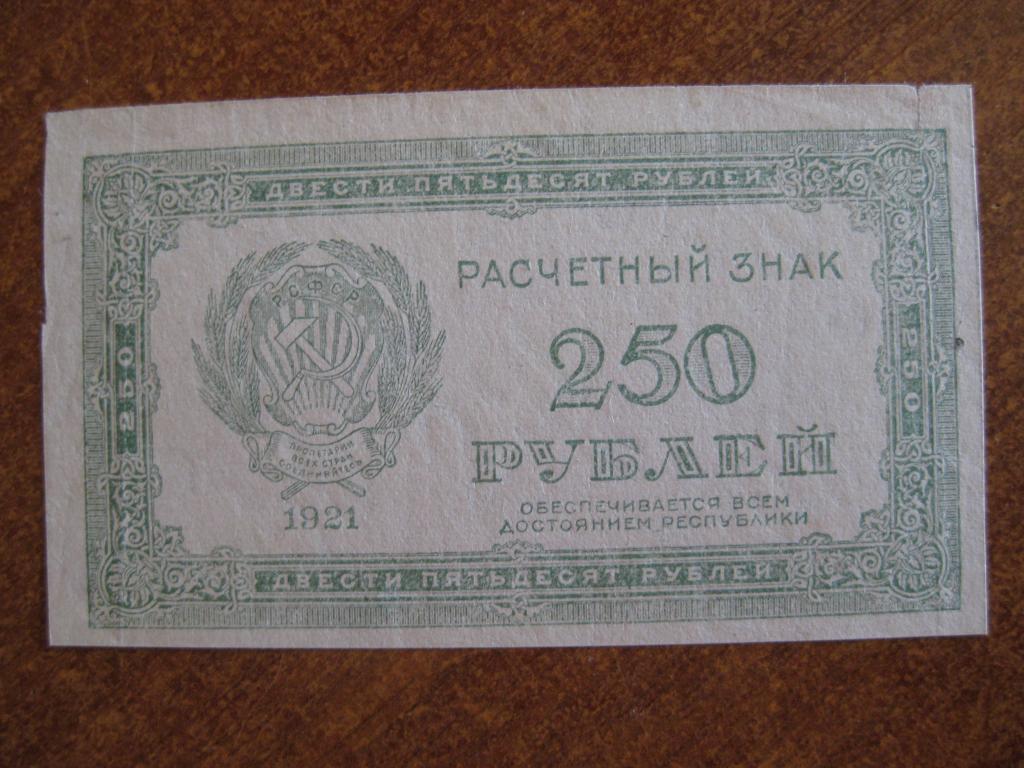 ДВЕСТИ ПЯТЬДЕСЯТ РУБЛЕЙ
РАСЧЕТНЫЙ ЗНАК
РСФСР
250
250
250
РУБЛЕЙ
ПРОЛЕТАРИИ
ВСЕХ СТРАН
СОЕДИНЯЙТЕСЬ
1921
ОБЕСПЕЧИВАЕТСЯ ВСЕМ
ДОСТОЯНИЕМ РЕСПУБЛИКИ
ДВЕСТИ ПЯТЬДЕСЯТ РУБЛЕЙ